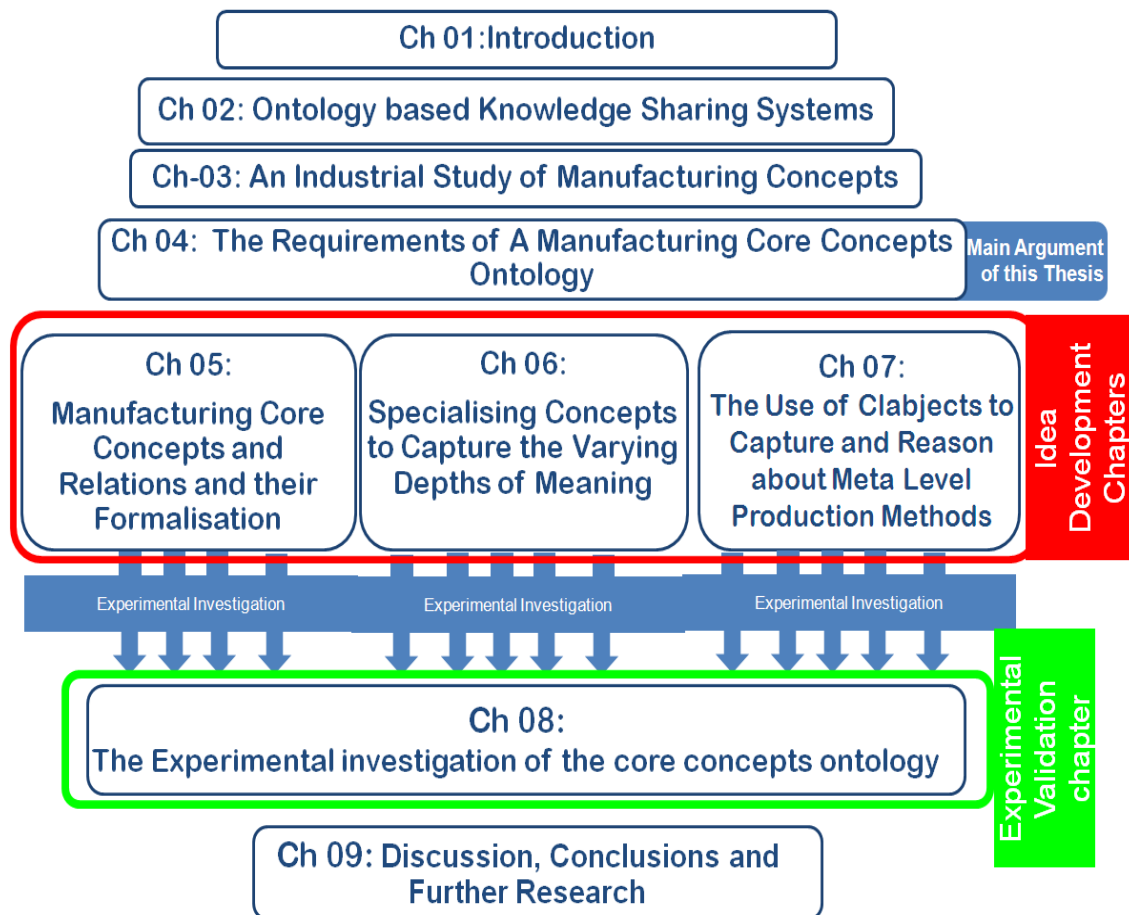 Ch 01:Introduction
Ch 02: Ontology based Knowledge Sharing Systems
Ch-03: An Industrial Study of Manufacturing Concepts
Ch 04: The Requirements of A Manufacturing Core Concepts
Ontology
Main Argument
of this Thesis
Ch 05:
Manufacturing Core
Concepts and
Relations and their
Formalisation
Ch 06:
Specialising Concepts
to Capture the Varying
Depths of Meaning
Ch 07:
The Use of Clabjects to
Capture and Reason
about Meta Level
Production Methods
Idea
Development
Chapters
Experimental Investigation
Experimental Investigation
Experimental Investigation
Ch 08:
The Experimental investigation of the core concepts ontology
Experimental
Validation
chapter
Ch 09: Discussion, Conclusions and
Further Research